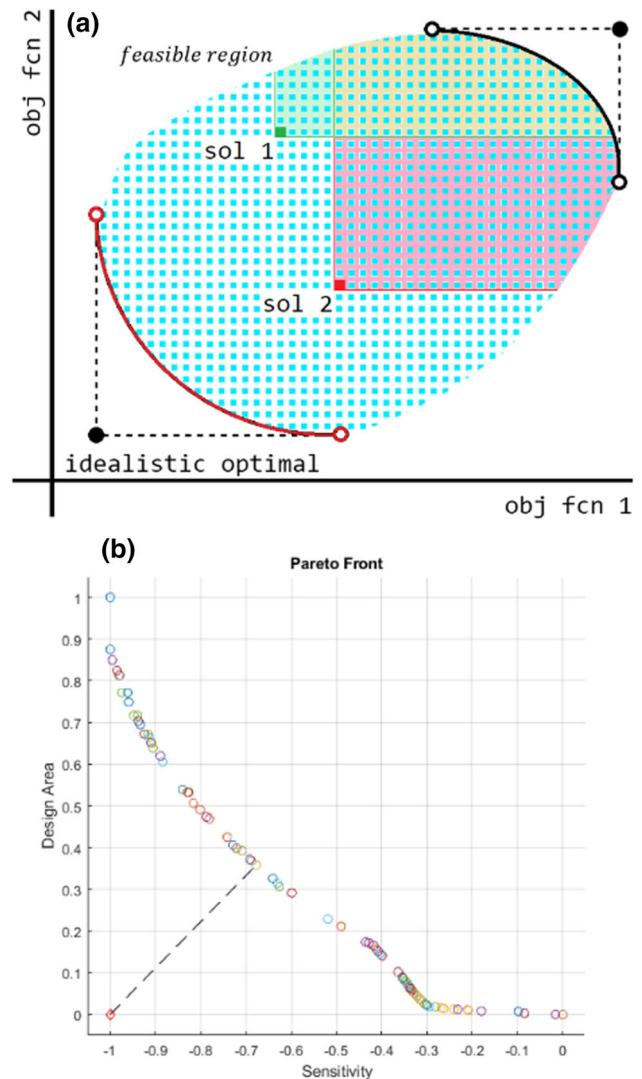 (a)
obj fcn 2
feasible region
sol 1
sol 2
idealistic optimal
obj fcn 1
(b)
Pareto Front
Design Area
1
0.9
0.8
0.7
0.6
0.5
0.4
0.3
0.2
0.1
0
-1 -0.9 -0.8 -0.7 -0.6 -0.5 -0.4 -0.3 -0.2 -0.1 0
Sensitivity